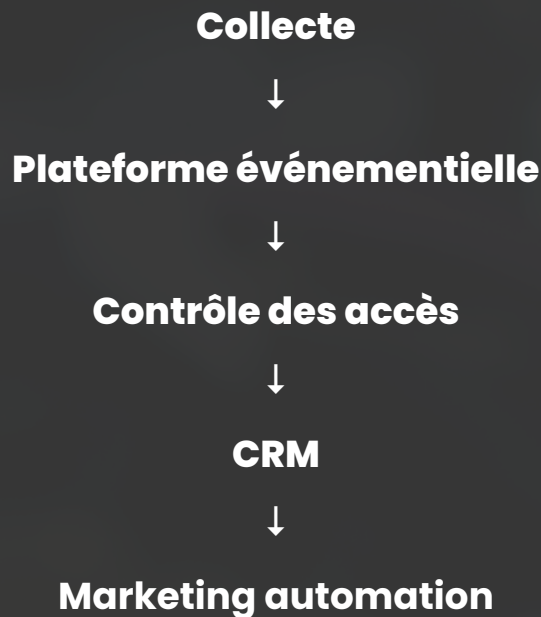 Collecte
↓
Plateforme événementielle
↓
Contrôle des accès
↓
CRM
↓
Marketing automation